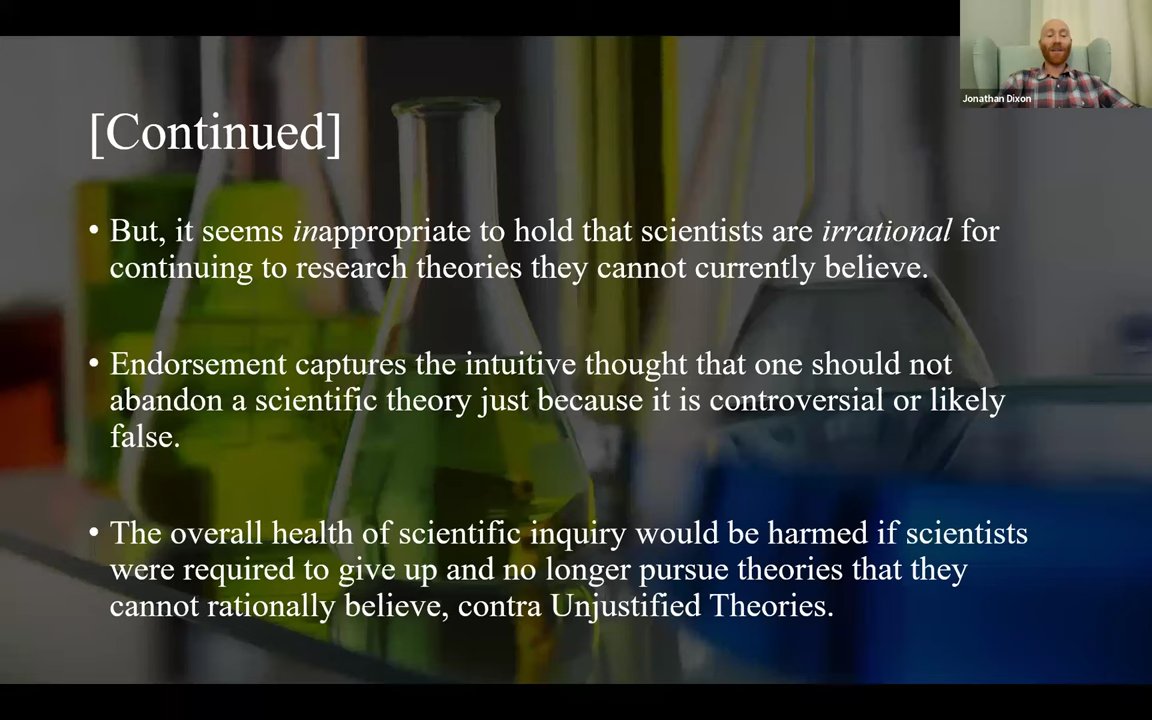 Jonathan Dixon
[Continued]
• But, it seems inappropriate to hold that scientists are irrational for
continuing to research theories they cannot currently believe.
• Endorsement captures the intuitive thought that one should not
abandon a scientific theory just because it is controversial or likely
false.
• The overall health of scientific inquiry would be harmed if scientists
were required to give up and no longer pursue theories that they
cannot rationally believe, contra Unjustified Theories.